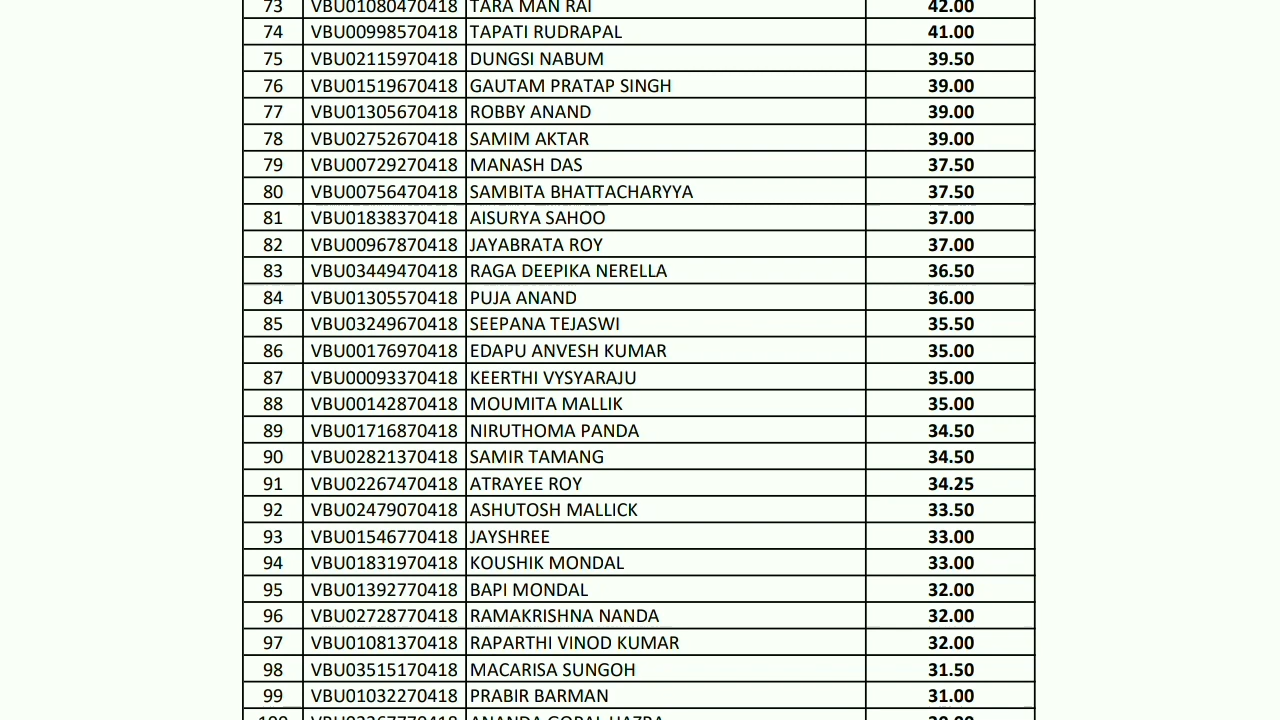 73 VBU01080470418 TARA MAN RAI 42.00
74 VBU00998570418 TAPATI RUDRAPAL 41.00
75 VBU02115970418 DUNGSI NABUM 39.50
76 VBU01519670418 GAUTAM PRATAP SINGH 39.00
77 VBU01305670418 ROBBY ANAND 39.00
78 VBU02752670418 SAMIM AKTAR 39.00
79 VBU00729270418 MANASH DAS 37.50
80 VBU00756470418 SAMBITA BHATTACHARYYA 37.50
81 VBU01838370418 AISURYA SAHOO 37.00
82 VBU00967870418 JAYABRATA ROY 37.00
83 VBU03449470418 RAGA DEEPIKA NERELLA 36.50
84 VBU01305570418 PUJA ANAND 36.00
85 VBU03249670418 SEEPANA TEJASWI 35.50
86 VBU00176970418 EDAPU ANVESH KUMAR 35.00
87 VBU00093370418 KEERTHI VYSYARAJU 35.00
88 VBU00142870418 MOUMITA MALLIK 35.00
89 VBU01716870418 NIRUTHOMA PANDA 34.50
90 VBU02821370418 SAMIR TAMANG 34.50
91 VBU02267470418 ATRAYEE ROY 34.25
92 VBU02479070418 ASHUTOSH MALLICK 33.50
93 VBU01546770418 JAYSHREE 33.00
94 VBU01831970418 KOUSHIK MONDAL 33.00
95 VBU01392770418 BAPI MONDAL 32.00
96 VBU02728770418 RAMAKRISHNA NANDA 32.00
97 VBU01081370418 RAPARTHI VINOD KUMAR 32.00
98 VBU03515170418 MACARISA SUNGOH 31.50
99 VBU01032270418 PRABIR BARMAN 31.00